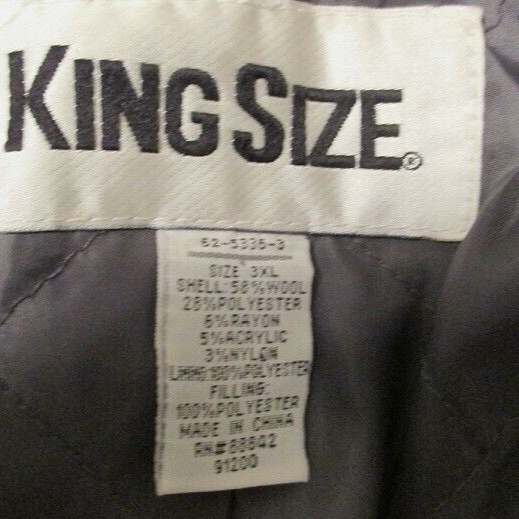 KINGSIZE®
62-5336-3
SIZE 3XL
SHELL:58%WOOL
28%POLYESTER
6%RAYON
5%ACRYLIC
3%NYLON
LINING:100%POLYESTER
FILLING:
100%POLYESTER
MADE IN CHINA
RN#88842
91200